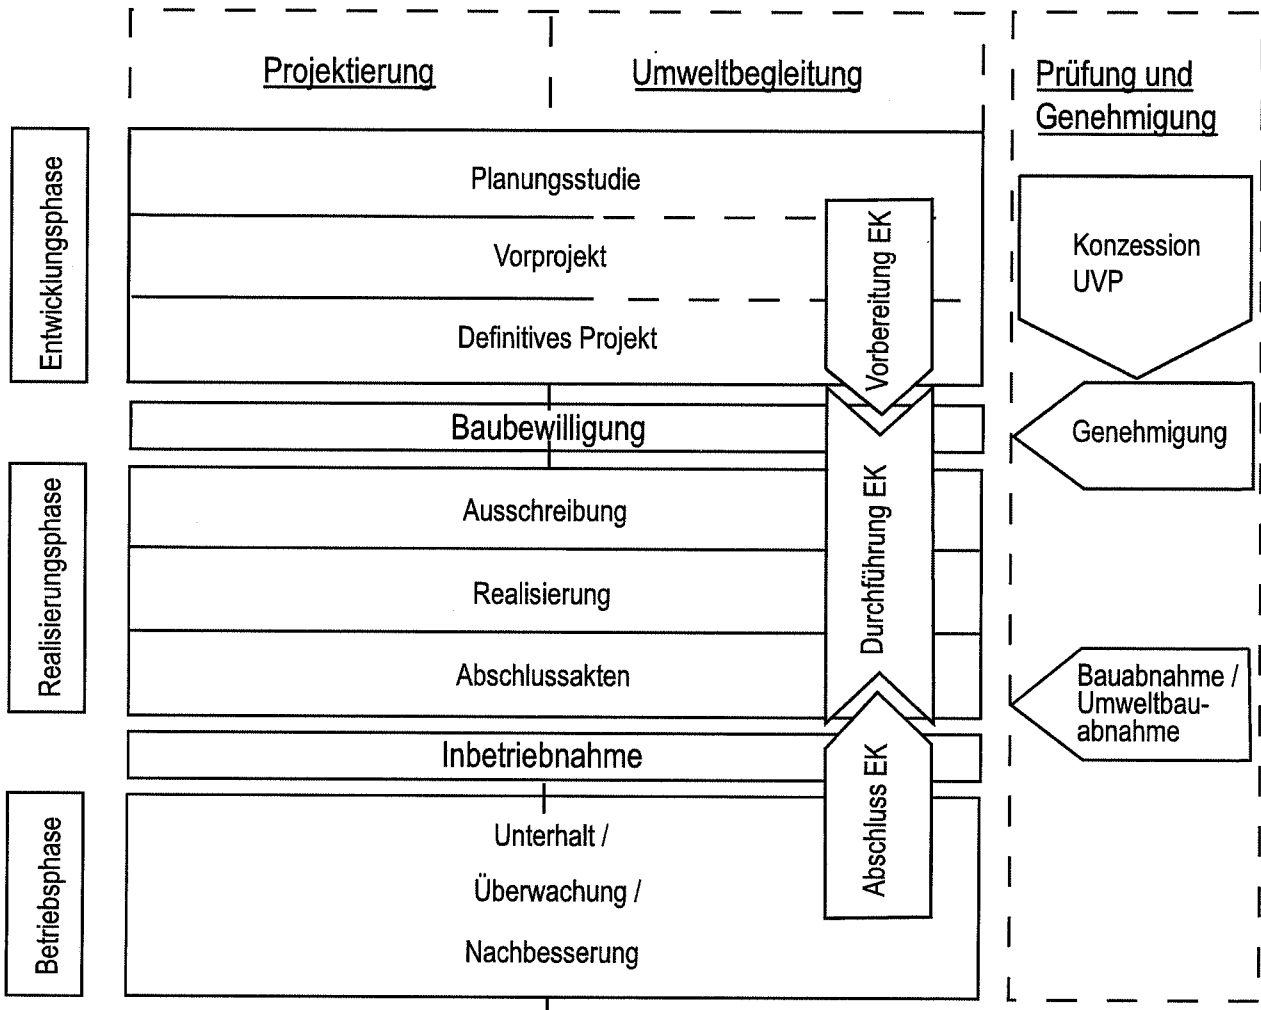 Projektierung
Umweltbegleitung
Prüfung und
Genehmigung
Entwicklungsphase
Planungsstudie
Vorprojekt
Definitives Projekt
Vorbereitung EK
Konzession
UVP
Baubewilligung
Genehmigung
Realisierungsphase
Ausschreibung
Realisierung
Abschlussakten
Durchführung EK
Bauabnahme /
Umweltbau-
abnahme
Inbetriebnahme
Betriebsphase
Unterhalt /
Überwachung /
Nachbesserung
Abschluss EK